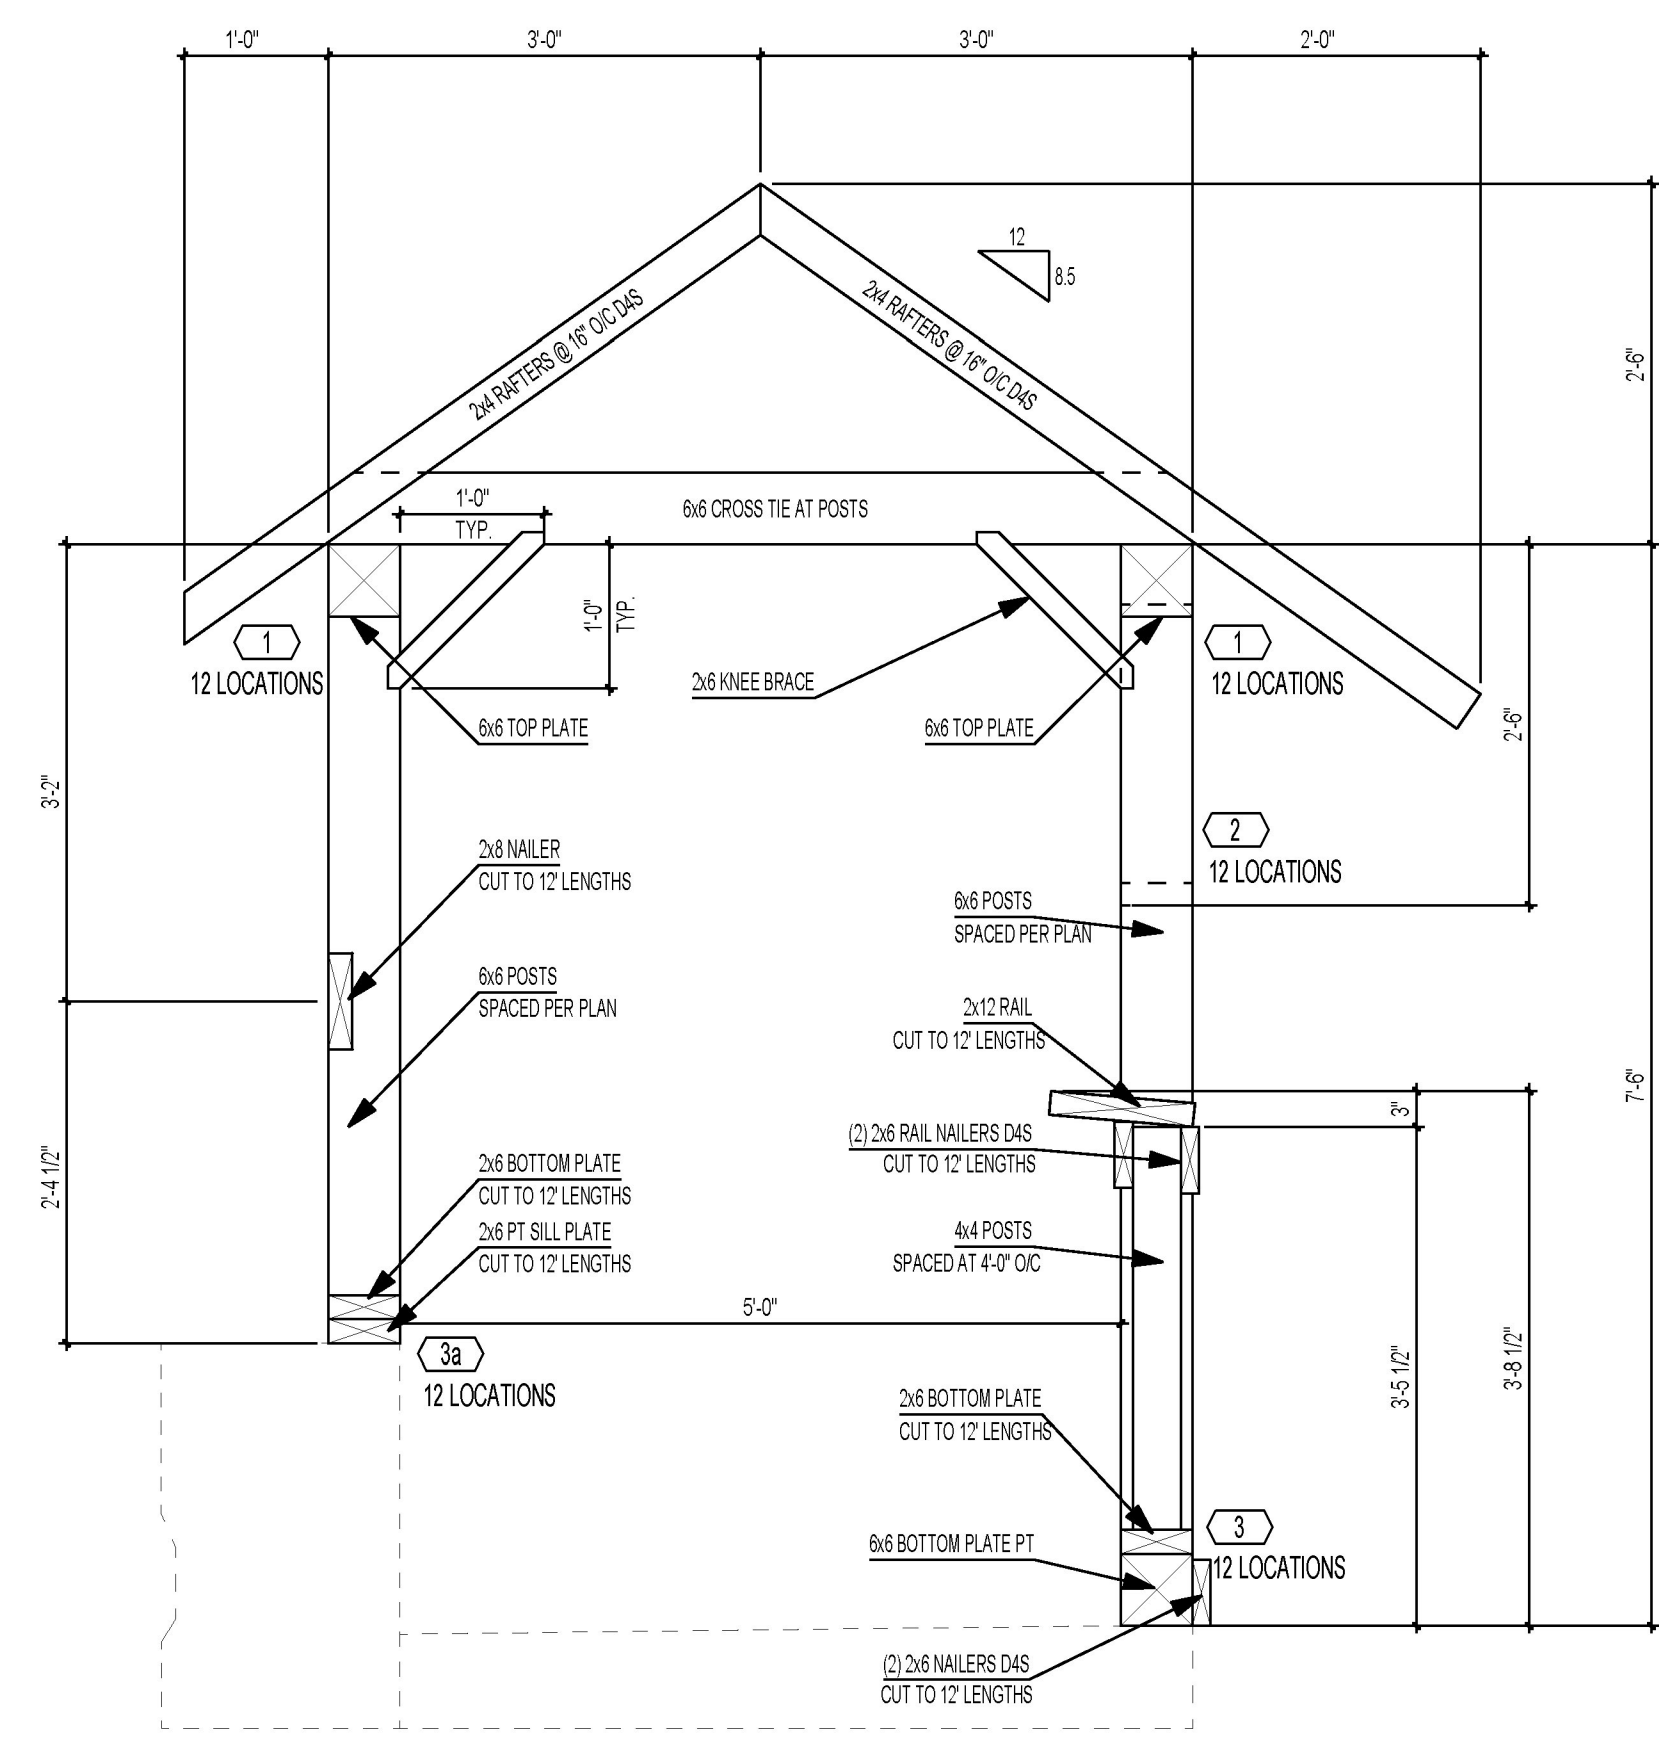 1'-0" 3'-0" 3'-0" 2'-0"
12
8.5
2x4 RAFTERS @ 16" O/C D4S
2x4 RAFTERS @ 16" O/C D4S
2'-6"
1'-0"
TYP.
6x6 CROSS TIE AT POSTS
1'-0"
TYP.
1
12 LOCATIONS
2x6 KNEE BRACE
1
12 LOCATIONS
6x6 TOP PLATE
6x6 TOP PLATE
2'-6"
3'-2"
2
12 LOCATIONS
2x8 NAILER
CUT TO 12' LENGTHS
6x6 POSTS
SPACED PER PLAN
6x6 POSTS
SPACED PER PLAN
2x12 RAIL
CUT TO 12' LENGTHS
7'-6"
3"
(2) 2x6 RAIL NAILERS D4S
CUT TO 12' LENGTHS
2'-4 1/2"
2x6 BOTTOM PLATE
CUT TO 12' LENGTHS
2x6 PT SILL PLATE
CUT TO 12' LENGTHS
4x4 POSTS
SPACED AT 4'-0" O/C
5'-0"
3a
12 LOCATIONS
3'-5 1/2"
3'-8 1/2"
2x6 BOTTOM PLATE
CUT TO 12' LENGTHS
3
12 LOCATIONS
6x6 BOTTOM PLATE PT
(2) 2x6 NAILERS D4S
CUT TO 12' LENGTHS